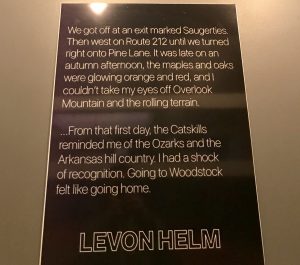 We got off at an exit marked Saugerties.
Then west on Route 212 until we turned
right onto Pine Lane. It was late on an
autumn afternoon, the maples and oaks
were glowing orange and red, and I
couldn't take my eyes off Overlook
Mountain and the rolling terrain.
...From that first day, the Catskills
reminded me of the Ozarks and the
Arkansas hill country. I had a shock
of recognition. Going to Woodstock
felt like going home.
LEVON HELM